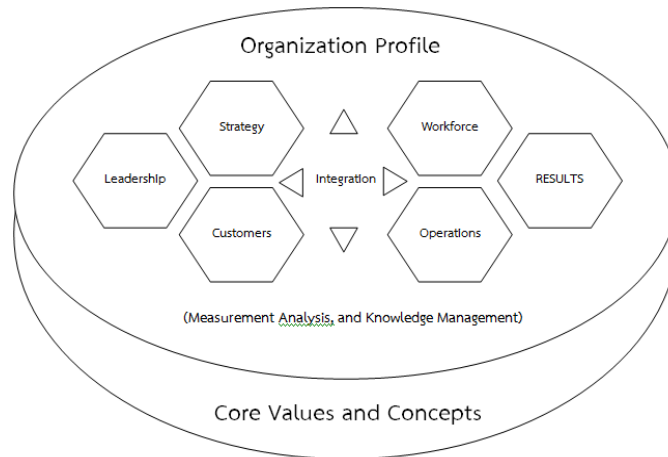 Organization Profile
Strategy
Workforce
Leadership
Integration
RESULTS
Customers
Operations
(Measurement Analysis, and Knowledge Management)
Core Values and Concepts